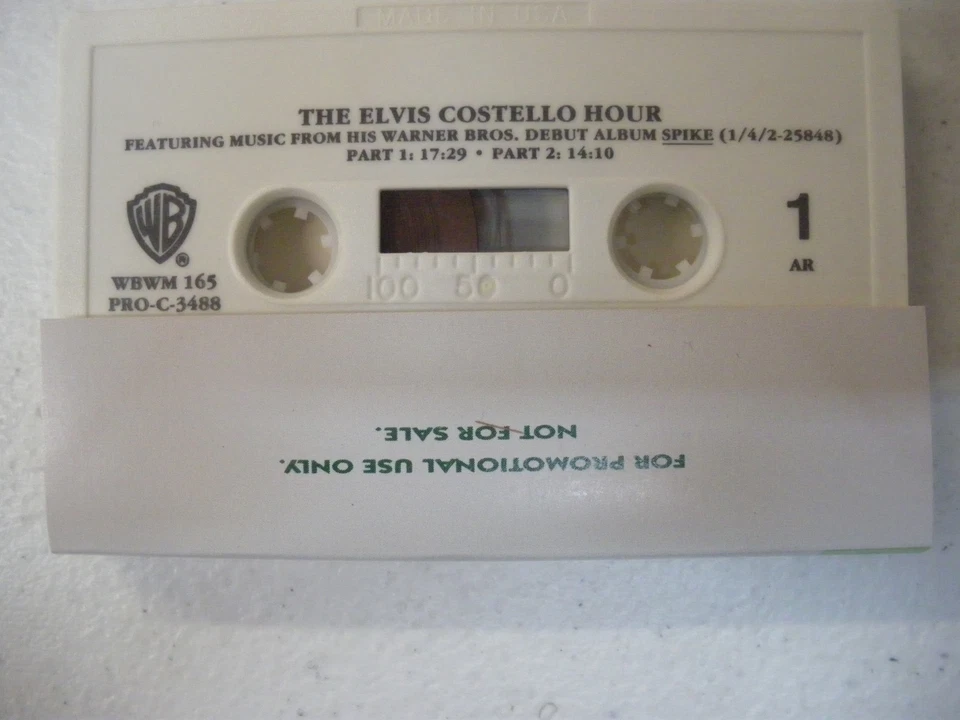 MADE IN USA
THE ELVIS COSTELLO HOUR
FEATURING MUSIC FROM HIS WARNER BROS. DEBUT ALBUM SPIKE (1/4/2-25848)
PART 1: 17:29 • PART 2: 14:10
WB
®
1
AR
WBWM 165
PRO-C-3488
100 50 0
FOR PROMOTIONAL USE ONLY.
NOT FOR SALE.